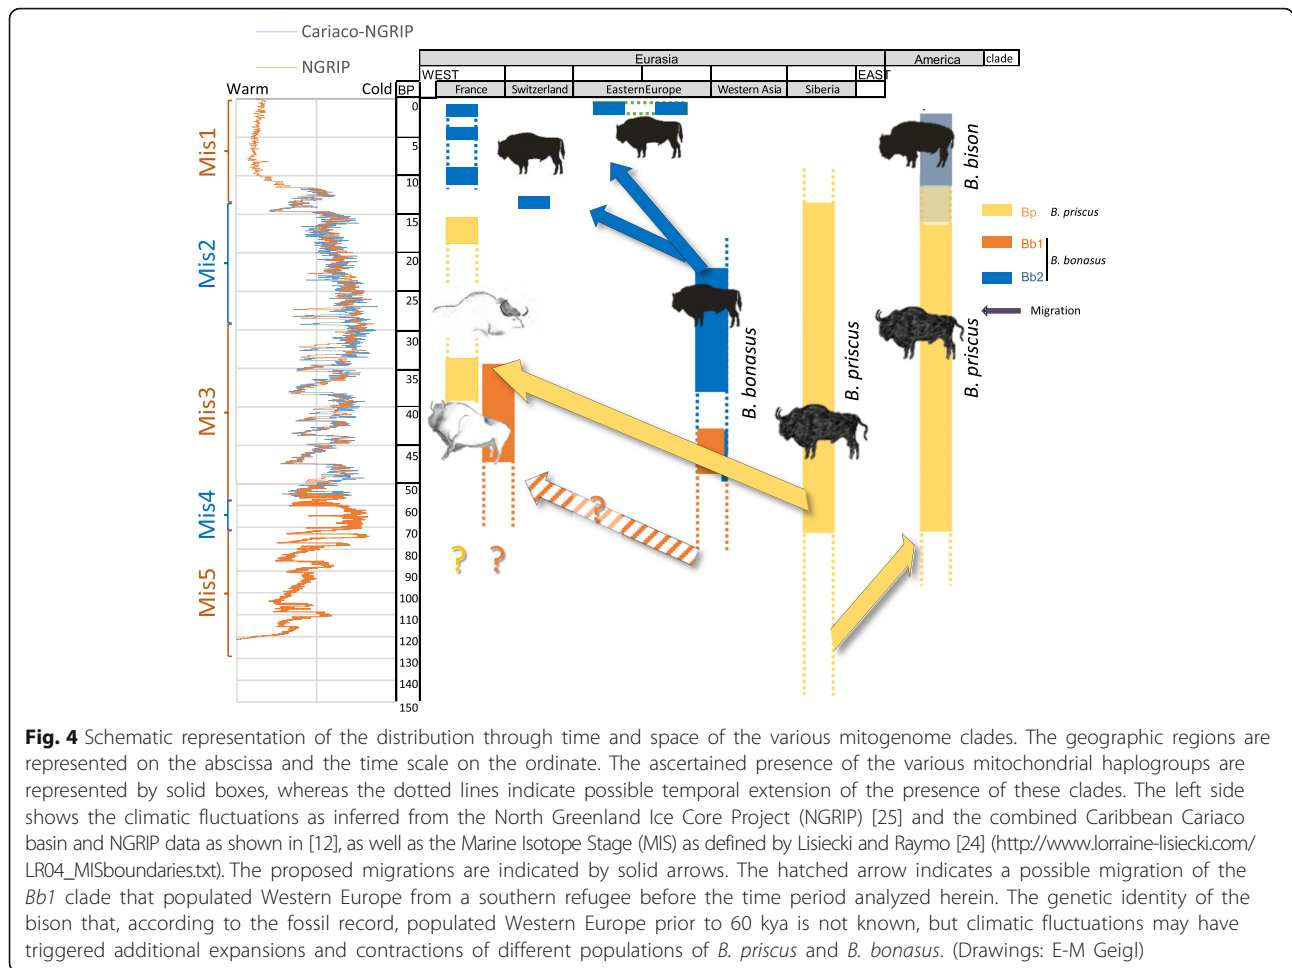 Cariaco-NGRIP
NGRIP
Warm Cold BP
Eurasia America clade
WEST EAST
France Switzerland Eastern Europe Western Asia Siberia
0
5
10
15
20
25
30
35
40
45
50
60
70
80
90
100
110
120
130
140
150
Mis1
Mis2
Mis3
Mis4
Mis5
B. bonasus
B. priscus
B. bison
B. priscus
?
?
?
Bp B. priscus
Bb1
B. bonasus
Bb2
Migration
Fig. 4 Schematic representation of the distribution through time and space of the various mitogenome clades. The geographic regions are
represented on the abscissa and the time scale on the ordinate. The ascertained presence of the various mitochondrial haplogroups are
represented by solid boxes, whereas the dotted lines indicate possible temporal extension of the presence of these clades. The left side
shows the climatic fluctuations as inferred from the North Greenland Ice Core Project (NGRIP) [25] and the combined Caribbean Cariaco
basin and NGRIP data as shown in [12], as well as the Marine Isotope Stage (MIS) as defined by Lisiecki and Raymo [24] (http://www.lorraine-lisiecki.com/
LR04_MISboundaries.txt). The proposed migrations are indicated by solid arrows. The hatched arrow indicates a possible migration of the
Bb1 clade that populated Western Europe from a southern refugee before the time period analyzed herein. The genetic identity of the
bison that, according to the fossil record, populated Western Europe prior to 60 kya is not known, but climatic fluctuations may have
triggered additional expansions and contractions of different populations of B. priscus and B. bonasus. (Drawings: E-M Geigl)